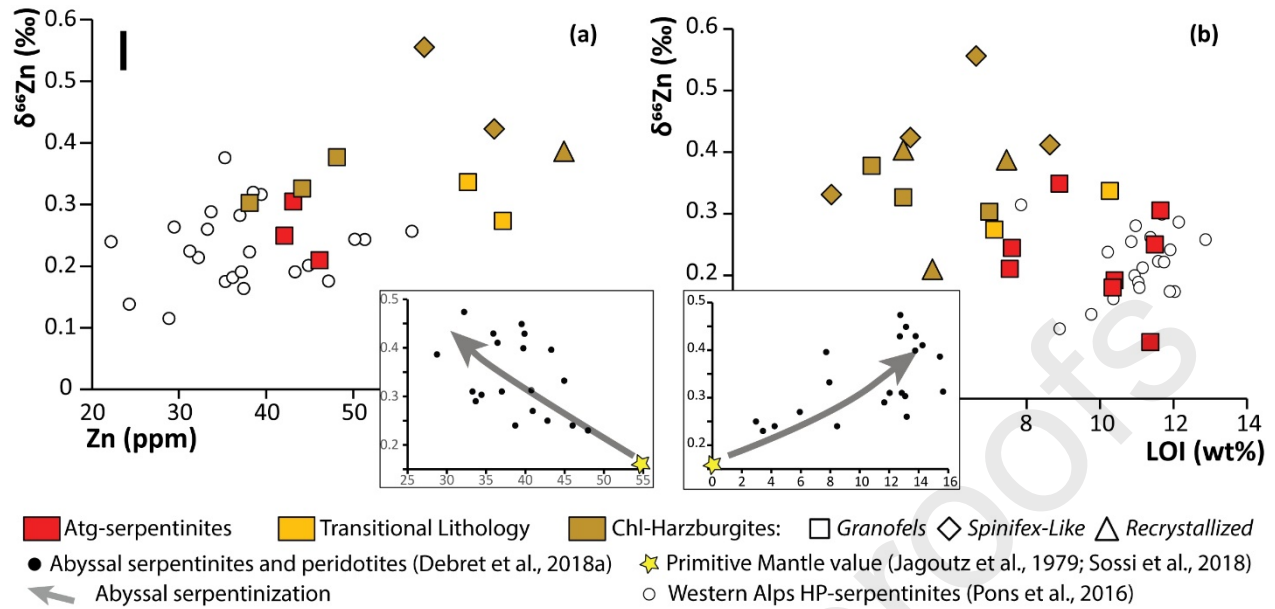 0.6
(a)
δ⁶⁶Zn (‰)
0.5
0.4
0.3
0.2
0.1
0
20 30 40 50
Zn (ppm)
0.5
0.4
0.3
0.2
25 30 35 40 45 50 55
0.6
(b)
δ⁶⁶Zn (‰)
0.5
0.4
0.3
0.2
0.5
0.4
0.3
0.2
0 2 4 6 8 10 12 14 16
8 10 12 14
LOI (wt%)
Atg-serpentinites Transitional Lithology Chl-Harzburgites: Granofels Spinifex-Like Recrystallized
Abyssal serpentinites and peridotites (Debret et al., 2018a) Primitive Mantle value (Jagoutz et al., 1979; Sossi et al., 2018)
Abyssal serpentinization Western Alps HP-serpentinites (Pons et al., 2016)
roofs